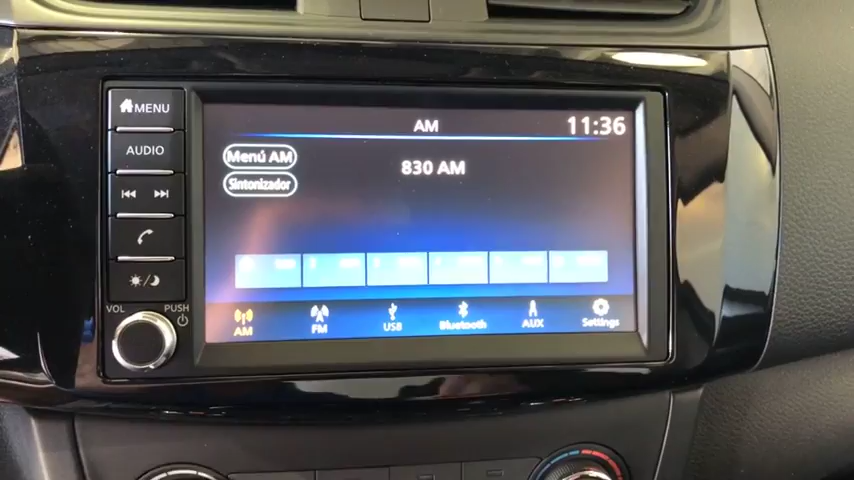 MENU
AUDIO
VOL
PUSH
AM
11:36
Menú AM
830 AM
Sintonizador
AM
FM
USB
Bluetooth
AUX
Settings